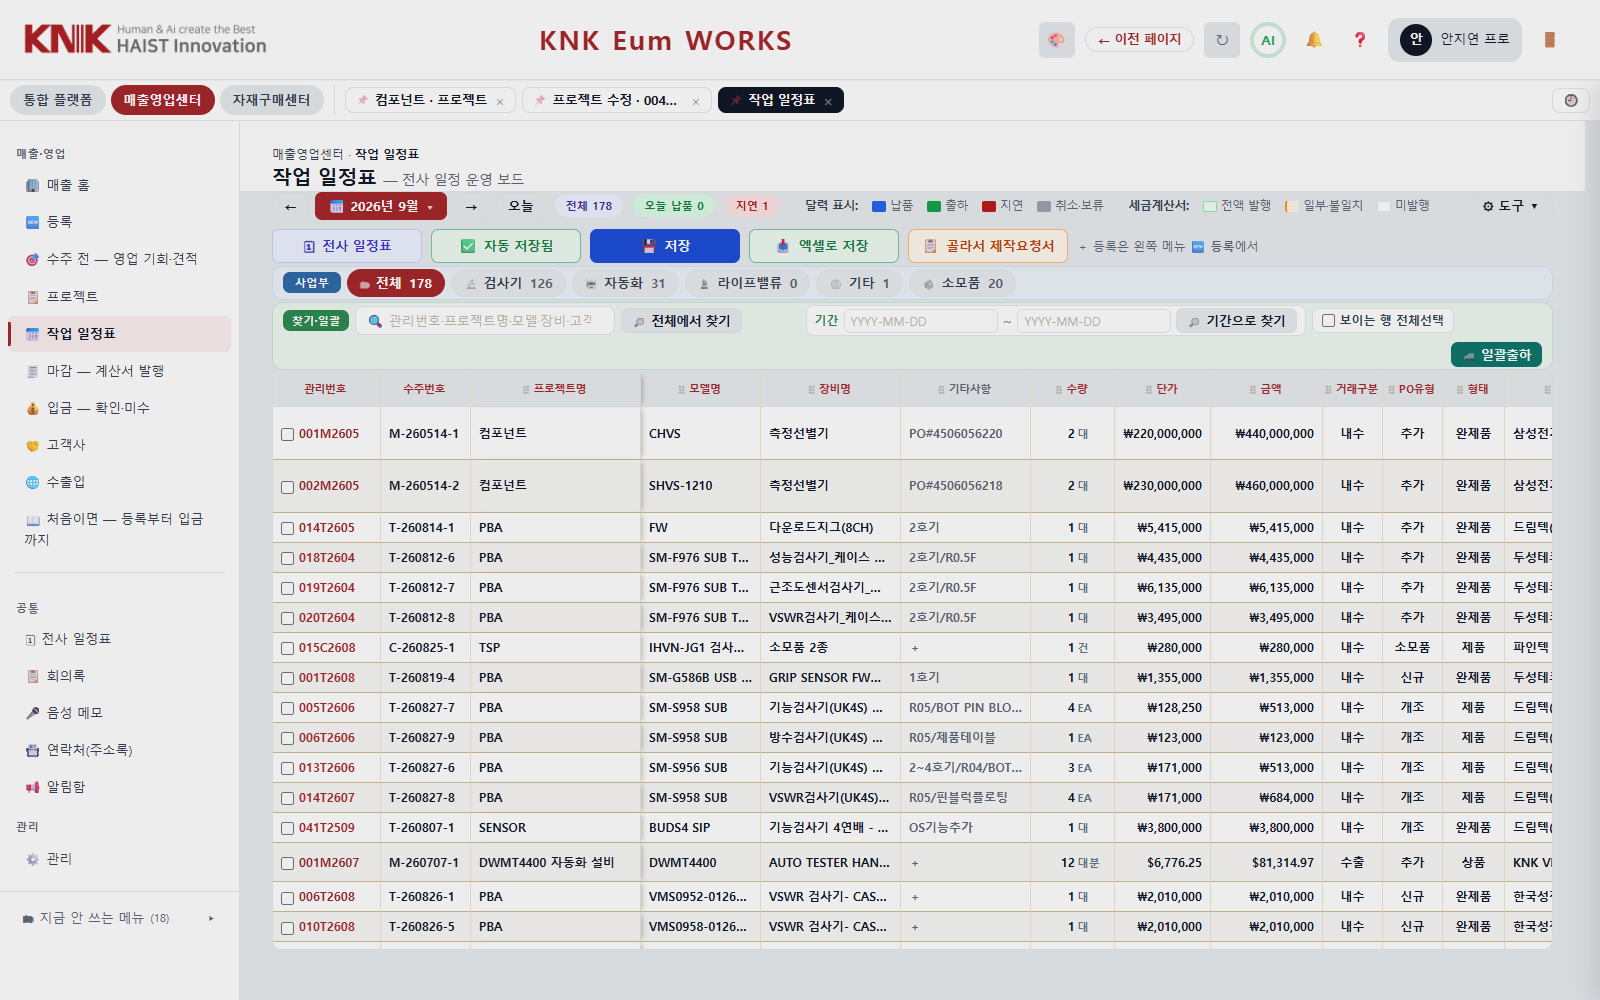 KNK Human & Ai create the Best HAIST Innovation
KNK Eum WORKS
← 이전 페이지
AI
안 안지연 프로
통합 플랫폼 매출영업센터 자재구매센터 컴포넌트 · 프로젝트 × 프로젝트 수정 · 004... × 작업 일정표 ×
매출·영업
매출 홈
등록
수주 전 — 영업 기회·견적
프로젝트
작업 일정표
마감 — 계산서 발행
입금 — 확인·미수
고객사
수출입
처음이면 — 등록부터 입금
까지
공통
전사 일정표
회의록
음성 메모
연락처(주소록)
알림함
관리
관리
지금 안 쓰는 메뉴 (18) ▸
매출영업센터 · 작업 일정표
작업 일정표 — 전사 일정 운영 보드
← 2026년 9월 ▾ → 오늘 전체 178 오늘 납품 0 지연 1 달력 표시: 납품 출하 지연 취소·보류 세금계산서: 전액 발행 일부·불일치 미발행 도구 ▾
전사 일정표 자동 저장됨 저장 엑셀로 저장 골라서 제작요청서 + 등록은 왼쪽 메뉴 NEW 등록에서
사업부 전체 178 검사기 126 자동화 31 라이프밸류 0 기타 1 소모품 20
찾기·일괄 관리번호·프로젝트명·모델·장비·고객 전체에서 찾기 기간 YYYY-MM-DD ~ YYYY-MM-DD 기간으로 찾기 보이는 행 전체선택
일괄출하
관리번호 수주번호 프로젝트명 모델명 장비명 기타사항 수량 단가 금액 거래구분 PO유형 형태
001M2605 M-260514-1 컴포넌트 CHVS 측정선별기 PO#4506056220 2 대 ₩220,000,000 ₩440,000,000 내수 추가 완제품 삼성전
002M2605 M-260514-2 컴포넌트 SHVS-1210 측정선별기 PO#4506056218 2 대 ₩230,000,000 ₩460,000,000 내수 추가 완제품 삼성전
014T2605 T-260814-1 PBA FW 다운로드지그(8CH) 2호기 1 대 ₩5,415,000 ₩5,415,000 내수 추가 완제품 드림텍(
018T2604 T-260812-6 PBA SM-F976 SUB T... 성능검사기_케이스 ... 2호기/R0.5F 1 대 ₩4,435,000 ₩4,435,000 내수 추가 완제품 두성테
019T2604 T-260812-7 PBA SM-F976 SUB T... 근조도센서검사기_... 2호기/R0.5F 1 대 ₩6,135,000 ₩6,135,000 내수 추가 완제품 두성테
020T2604 T-260812-8 PBA SM-F976 SUB T... VSWR검사기_케이스... 2호기/R0.5F 1 대 ₩3,495,000 ₩3,495,000 내수 추가 완제품 두성테
015C2608 C-260825-1 TSP IHVN-JG1 검사... 소모품 2종 + 1 건 ₩280,000 ₩280,000 내수 소모품 제품 파인텍
001T2608 T-260819-4 PBA SM-G586B USB ... GRIP SENSOR FW... 1호기 1 대 ₩1,355,000 ₩1,355,000 내수 신규 완제품 두성테
005T2606 T-260827-7 PBA SM-S958 SUB 기능검사기(UK4S) ... R05/BOT PIN BLO... 4 EA ₩128,250 ₩513,000 내수 개조 제품 드림텍(
006T2606 T-260827-9 PBA SM-S958 SUB 방수검사기(UK4S) ... R05/제품테이블 1 EA ₩123,000 ₩123,000 내수 개조 제품 드림텍(
013T2606 T-260827-6 PBA SM-S956 SUB 기능검사기(UK4S) ... 2~4호기/R04/BOT... 3 EA ₩171,000 ₩513,000 내수 개조 제품 드림텍(
014T2607 T-260827-8 PBA SM-S958 SUB VSWR검사기(UK4S)... R05/핀블럭플로팅 4 EA ₩171,000 ₩684,000 내수 개조 제품 드림텍(
041T2509 T-260807-1 SENSOR BUDS4 SIP 기능검사기 4연배 - ... OS기능추가 1 대 ₩3,800,000 ₩3,800,000 내수 개조 완제품 드림텍(
001M2607 M-260707-1 DWMT4400 자동화 설비 DWMT4400 AUTO TESTER HAN... + 12 대분 $6,776.25 $81,314.97 수출 추가 상품 KNK VI
006T2608 T-260826-1 PBA VMS0952-0126... VSWR 검사기- CAS... + 1 대 ₩2,010,000 ₩2,010,000 내수 신규 완제품 한국성
010T2608 T-260826-5 PBA VMS0958-0126... VSWR 검사기- CAS... + 1 대 ₩2,010,000 ₩2,010,000 내수 신규 완제품 한국성